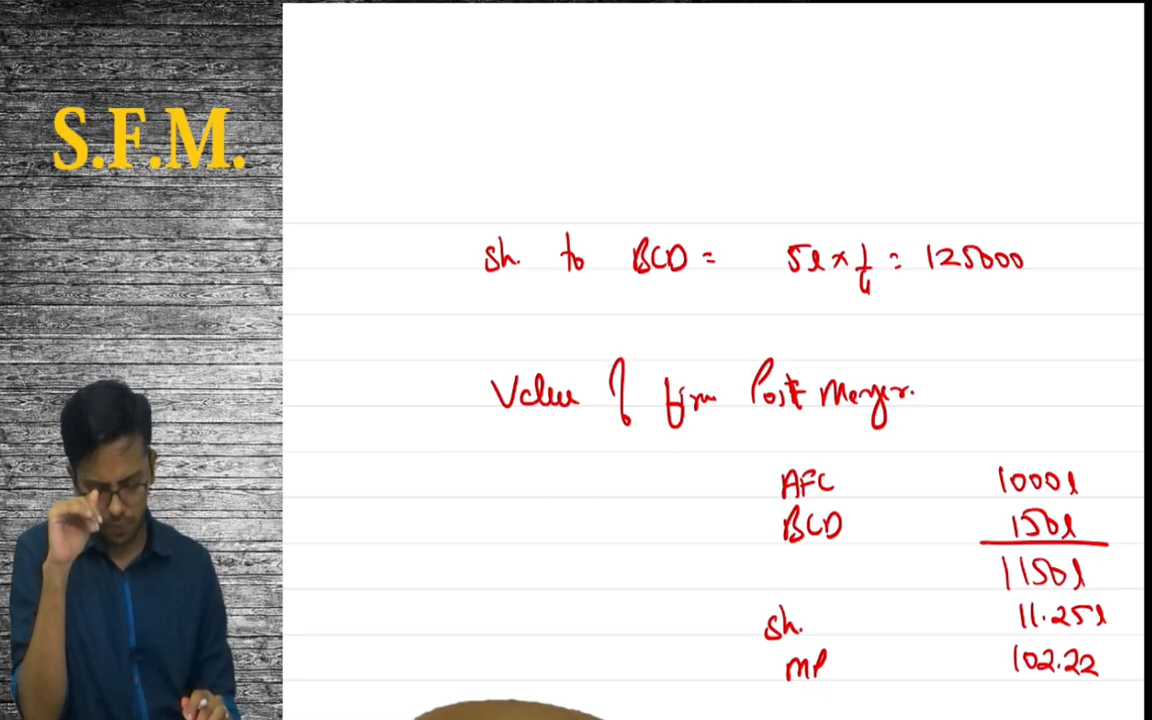 S.F.M.
Sh. to BCD = 5l × 1/4 = 125000
Value of firm Post Merger.
AFC 1000l
BCD 150l
1150l
Sh. 11.25l
MP 102.22